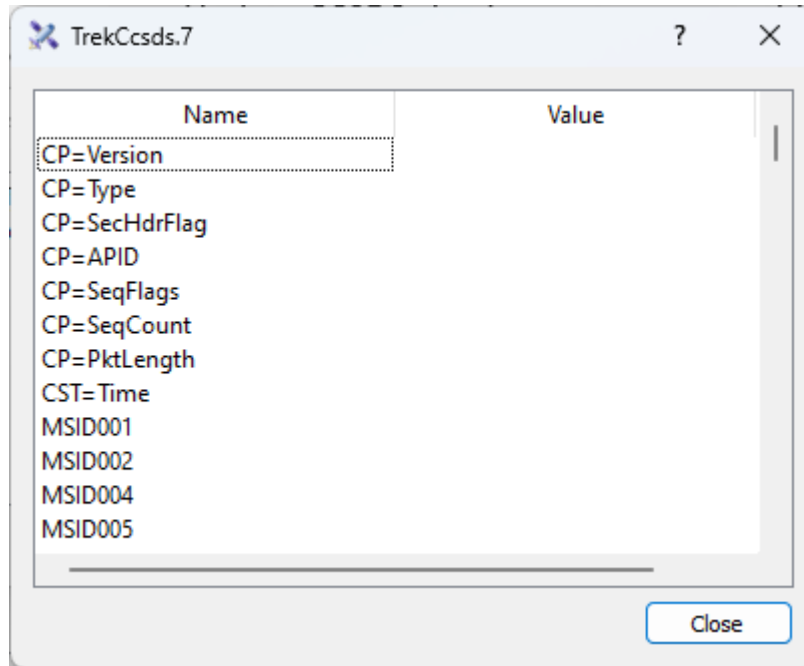 TrekCcsds.7 ?
Name Value
CP=Version
CP=Type
CP=SecHdrFlag
CP=APID
CP=SeqFlags
CP=SeqCount
CP=PktLength
CST=Time
MSID001
MSID002
MSID004
MSID005
Close